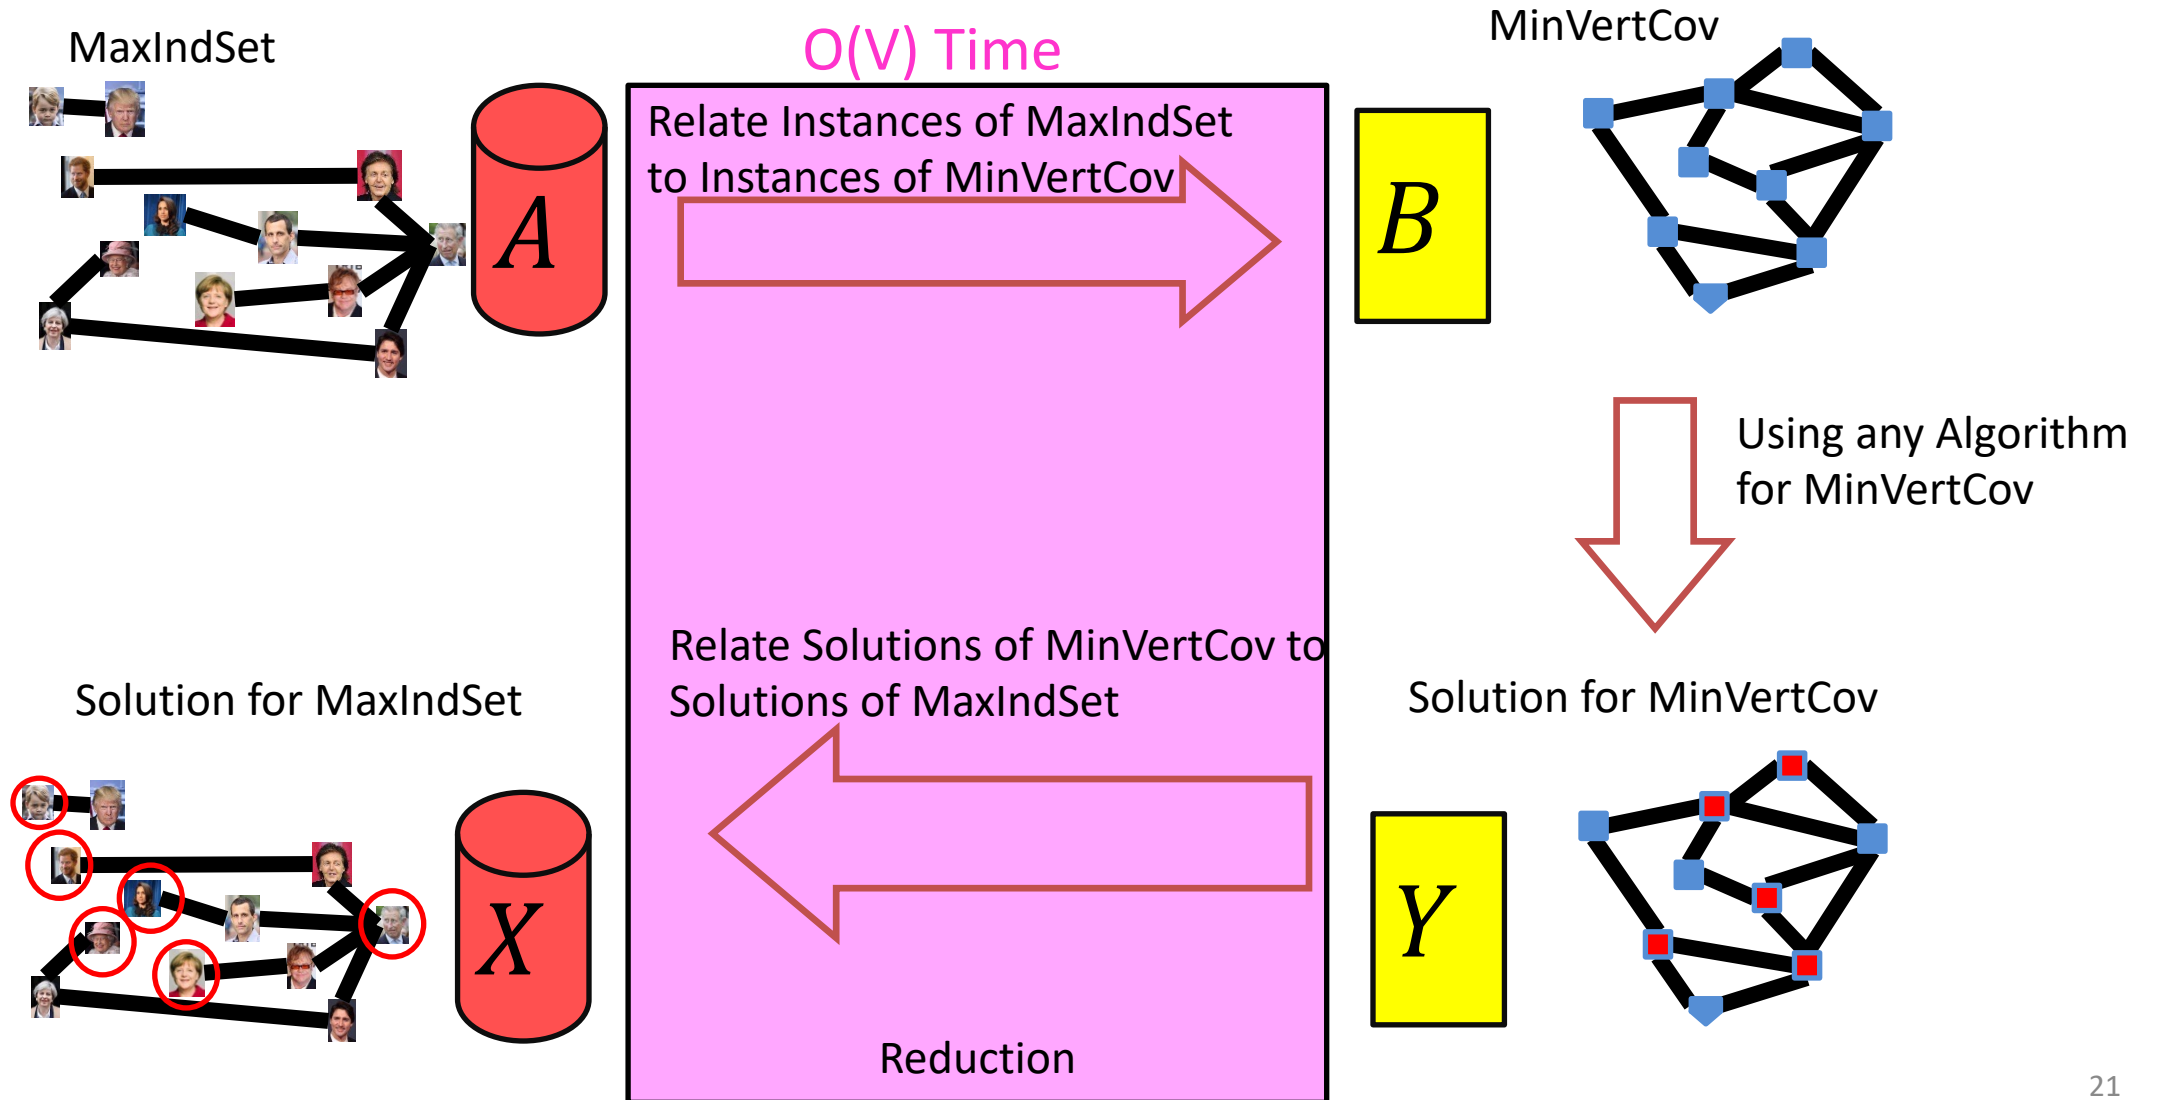 MaxIndSet
O(V) Time
MinVertCov
Relate Instances of MaxIndSet
to Instances of MinVertCov
A
B
Using any Algorithm
for MinVertCov
Relate Solutions of MinVertCov to
Solutions of MaxIndSet
Solution for MaxIndSet
Solution for MinVertCov
X
Y
Reduction
21